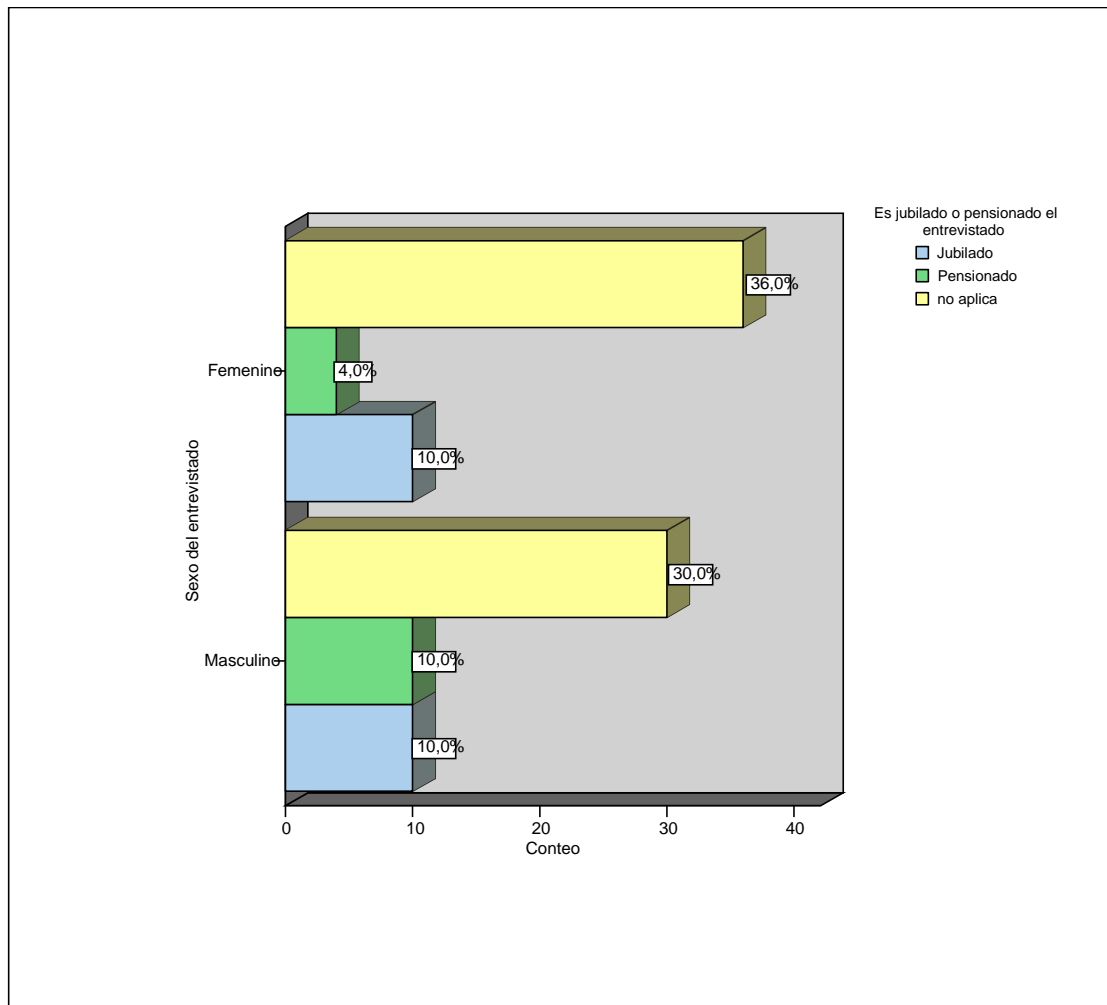 Es jubilado o pensionado el
entrevistado
Jubilado
Pensionado
no aplica
36,0%
Femenino
4,0%
10,0%
Sexo del entrevistado
30,0%
Masculino
10,0%
10,0%
0 10 20 30 40
Conteo